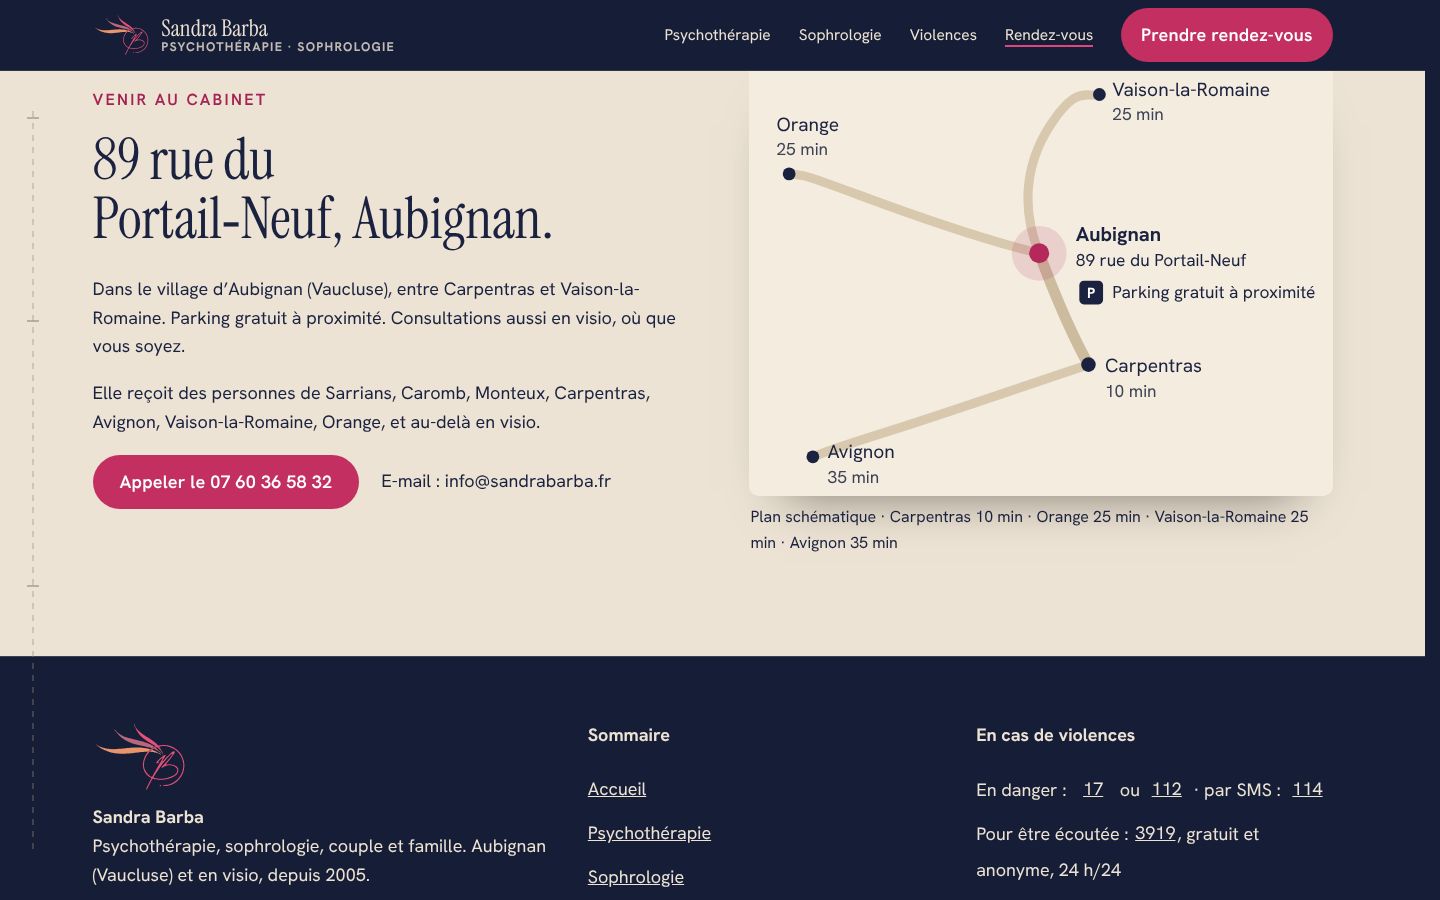 Sandra Barba
PSYCHOTHÉRAPIE · SOPHROLOGIE
Psychothérapie
Sophrologie
Violences
Rendez-vous
Prendre rendez-vous
VENIR AU CABINET
89 rue du
Portail-Neuf, Aubignan.
Dans le village d’Aubignan (Vaucluse), entre Carpentras et Vaison-la-
Romaine. Parking gratuit à proximité. Consultations aussi en visio, où que
vous soyez.
Elle reçoit des personnes de Sarrians, Caromb, Monteux, Carpentras,
Avignon, Vaison-la-Romaine, Orange, et au-delà en visio.
Appeler le 07 60 36 58 32
E-mail : info@sandrabarba.fr
Vaison-la-Romaine
25 min
Orange
25 min
Aubignan
89 rue du Portail-Neuf
P Parking gratuit à proximité
Carpentras
10 min
Avignon
35 min
Plan schématique · Carpentras 10 min · Orange 25 min · Vaison-la-Romaine 25
min · Avignon 35 min
Sandra Barba
Psychothérapie, sophrologie, couple et famille. Aubignan
(Vaucluse) et en visio, depuis 2005.
Sommaire
Accueil
Psychothérapie
Sophrologie
En cas de violences
En danger : 17 ou 112 · par SMS : 114
Pour être écoutée : 3919, gratuit et
anonyme, 24 h/24